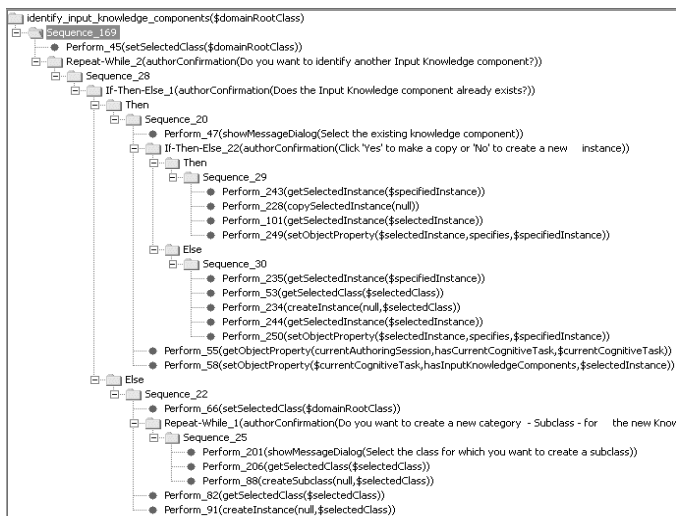 identify_input_knowledge_components($domainRootClass)
Sequence_169
Perform_45(setSelectedClass($domainRootClass))
Repeat-While_2(authorConfirmation(Do you want to identify another Input Knowledge component?))
Sequence_28
If-Then-Else_1(authorConfirmation(Does the Input Knowledge component already exists?))
Then
Sequence_20
Perform_47(showMessageDialog(Select the existing knowledge component))
If-Then-Else_22(authorConfirmation(Click 'Yes' to make a copy or 'No' to create a new instance))
Then
Sequence_29
Perform_243(getSelectedInstance($specifiedInstance))
Perform_228(copySelectedInstance(null))
Perform_101(getSelectedInstance($selectedInstance))
Perform_249(setObjectProperty($selectedInstance,specifies,$specifiedInstance))
Else
Sequence_30
Perform_235(getSelectedInstance($specifiedInstance))
Perform_53(getSelectedClass($selectedClass))
Perform_234(createInstance(null,$selectedClass))
Perform_244(getSelectedInstance($selectedInstance))
Perform_250(setObjectProperty($selectedInstance,specifies,$specifiedInstance))
Perform_55(getObjectProperty(currentAuthoringSession,hasCurrentCognitiveTask,$currentCognitiveTask))
Perform_58(setObjectProperty($currentCognitiveTask,hasInputKnowledgeComponents,$selectedInstance))
Else
Sequence_22
Perform_66(setSelectedClass($domainRootClass))
Repeat-While_1(authorConfirmation(Do you want to create a new category - Subclass - for the new Know
Sequence_25
Perform_201(showMessageDialog(Select the class for which you want to create a subclass))
Perform_206(getSelectedClass($selectedClass))
Perform_88(createSubclass(null,$selectedClass))
Perform_82(getSelectedClass($selectedClass))
Perform_91(createInstance(null,$selectedClass))